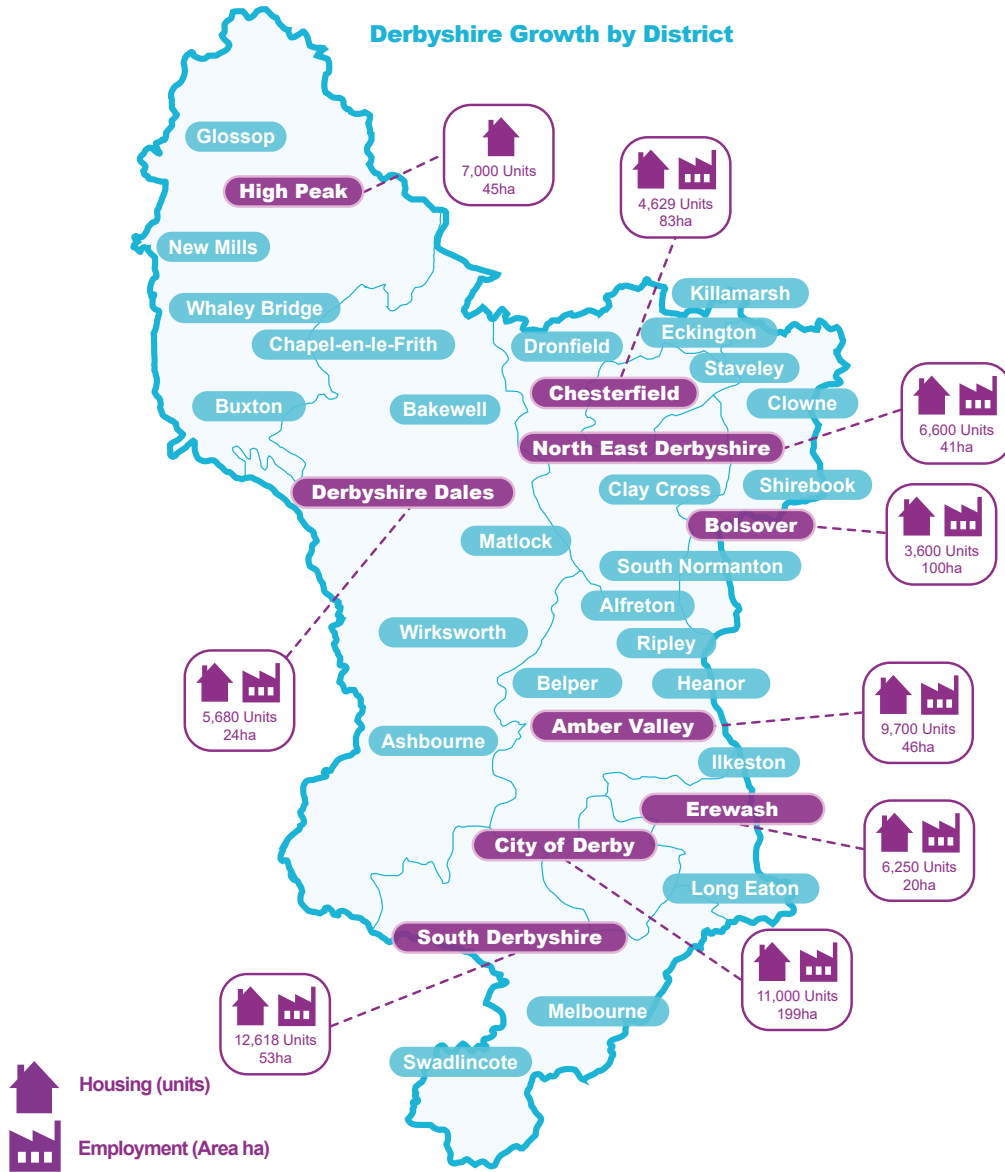 Derbyshire Growth by District
Glossop
7,000 Units
45ha
High Peak
4,629 Units
83ha
New Mills
Killamarsh
Whaley Bridge
Eckington
Chapel-en-le-Frith
Dronfield
Staveley
Chesterfield
Clowne
Buxton
Bakewell
6,600 Units
41ha
North East Derbyshire
Derbyshire Dales
Clay Cross
Shirebook
Bolsover
3,600 Units
100ha
Matlock
South Normanton
Alfreton
Wirksworth
Ripley
5,680 Units
24ha
Belper
Heanor
Amber Valley
9,700 Units
46ha
Ashbourne
Ilkeston
Erewash
City of Derby
6,250 Units
20ha
Long Eaton
South Derbyshire
11,000 Units
199ha
Melbourne
12,618 Units
53ha
Swadlincote
Housing (units)
Employment (Area ha)